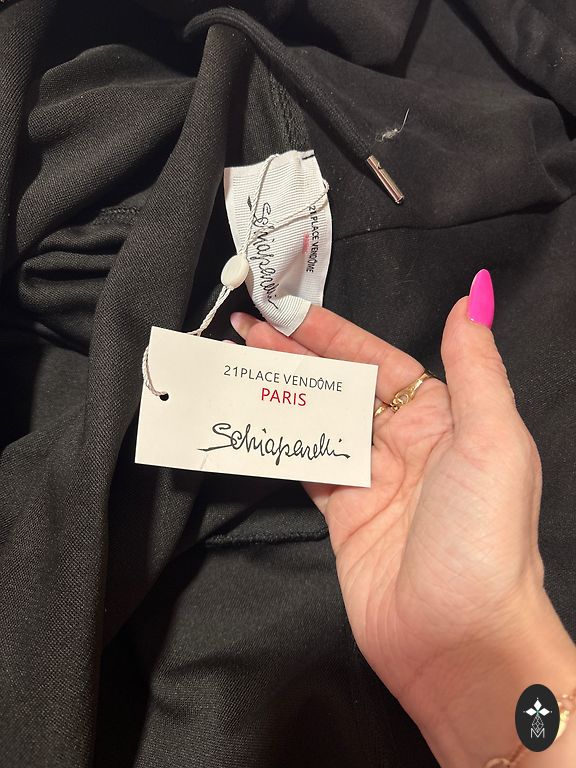 21 PLACE VENDÔME
Schiaparelli
21PLACE VENDÔME
PARIS
Schiaparelli
M